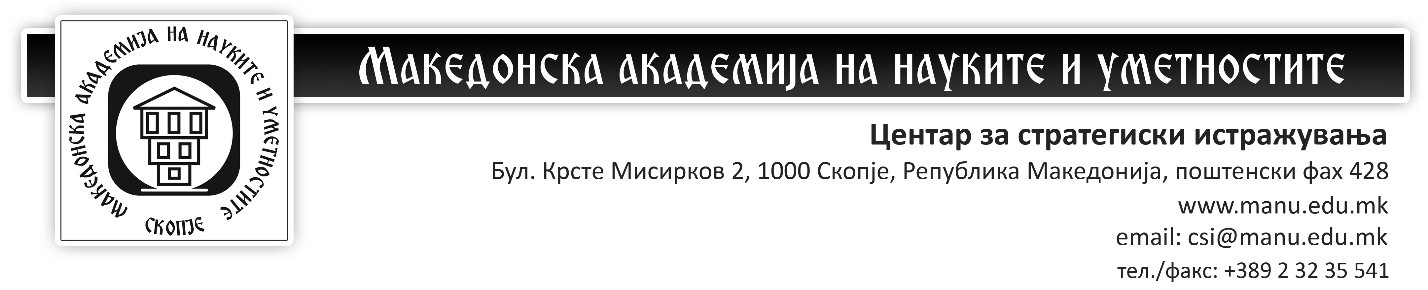 МАКЕДОНСКА АКАДЕМИЈА НА НАУКИТЕ И УМЕТНОСТИТЕ
СКОПЈЕ
Македонска академија на науките и уметностите
Центар за стратегиски истражувања
Бул. Крсте Мисирков 2, 1000 Скопје, Република Македонија, поштенски фах 428
www.manu.edu.mk
email: csi@manu.edu.mk
тел./факс: +389 2 32 35 541